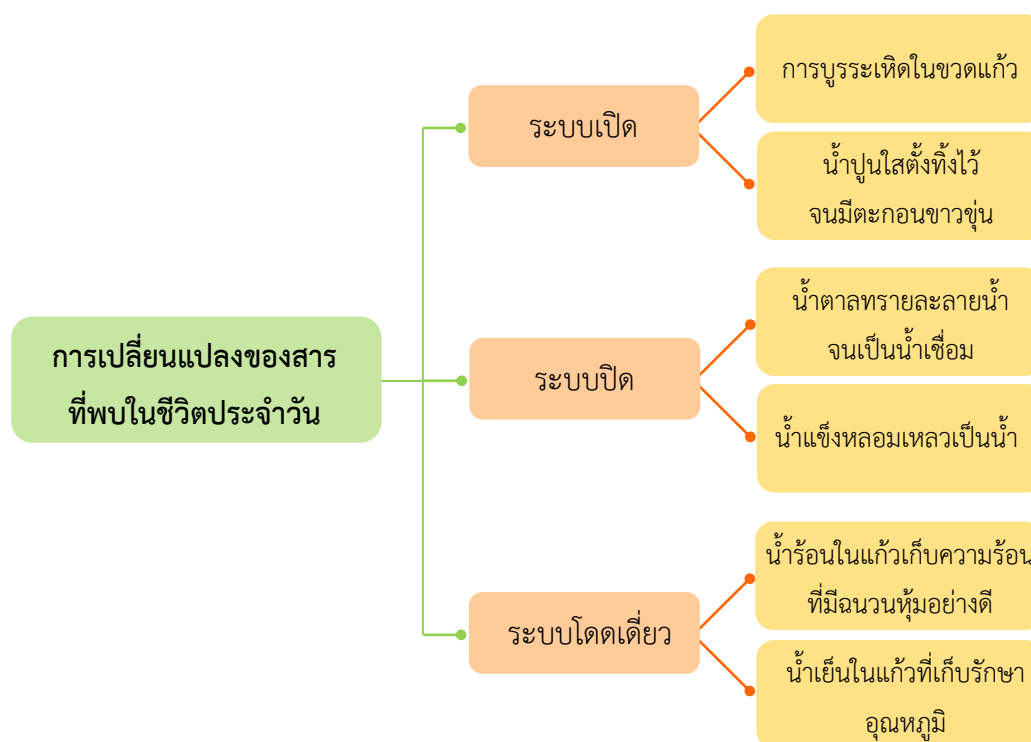 การบูรระเหิดในขวดแก้ว
ระบบเปิด
น้ำปูนใสตั้งทิ้งไว้
จนมีตะกอนขาวขุ่น
น้ำตาลทรายละลายน้ำ
จนเป็นน้ำเชื่อม
การเปลี่ยนแปลงของสาร
ที่พบในชีวิตประจำวัน
ระบบปิด
น้ำแข็งหลอมเหลวเป็นน้ำ
น้ำร้อนในแก้วเก็บความร้อน
ที่มีฉนวนหุ้มอย่างดี
ระบบโดดเดี่ยว
น้ำเย็นในแก้วที่เก็บรักษา
อุณหภูมิ